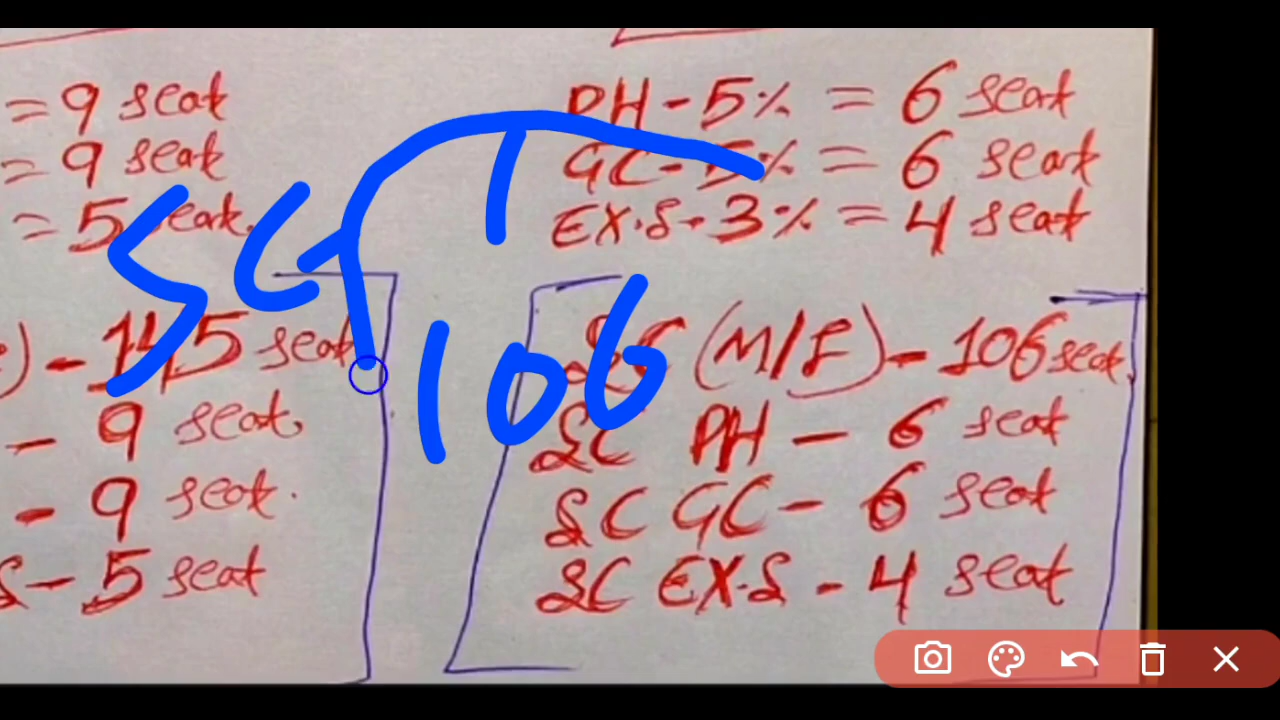 = 9 seat
= 9 seat
= 5 seat.
PH - 5% = 6 seat
GC - 5% = 6 seat
EX.S - 3% = 4 seat
SC
106
) - 145 seat
- 9 seat.
- 9 seat.
S - 5 seat
SC (M/F) - 106 seat.
SC PH - 6 seat
SC GC - 6 seat
SC EX.S - 4 seat